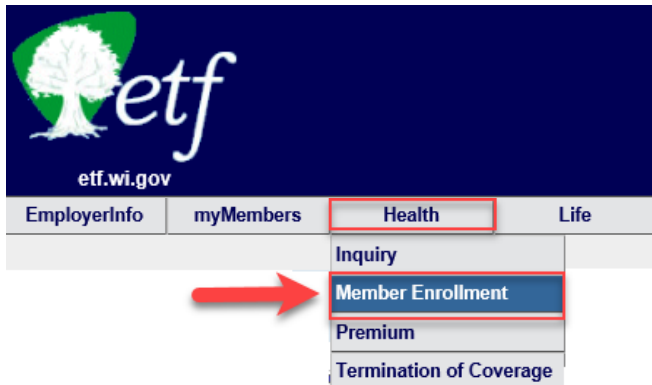 etf
etf.wi.gov
EmployerInfo myMembers Health Life
Inquiry
Member Enrollment
Premium
Termination of Coverage